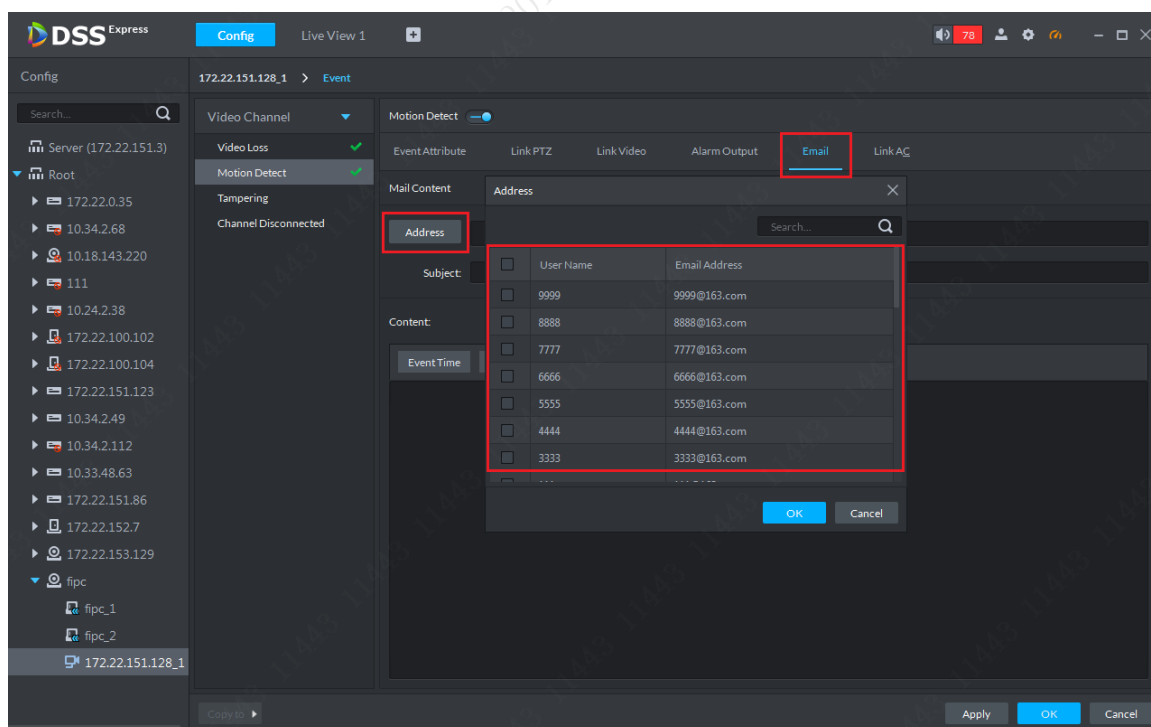 DSS Express
Config
Live View 1
78
Config
172.22.151.128_1 > Event
Search...
Server (172.22.151.3)
Root
172.22.0.35
10.34.2.68
10.18.143.220
111
10.24.2.38
172.22.100.102
172.22.100.104
172.22.151.123
10.34.2.49
10.34.2.112
10.33.48.63
172.22.151.86
172.22.152.7
172.22.153.129
fipc
fipc_1
fipc_2
172.22.151.128_1
Video Channel
Video Loss
Motion Detect
Tampering
Channel Disconnected
Motion Detect
Event Attribute
Link PTZ
Link Video
Alarm Output
Email
Link AC
Mail Content
Address
Subject:
Content:
Event Time
Address
Search...
User Name Email Address
9999 9999@163.com
8888 8888@163.com
7777 7777@163.com
6666 6666@163.com
5555 5555@163.com
4444 4444@163.com
3333 3333@163.com
OK
Cancel
Copy to
Apply
OK
Cancel
11443 11443